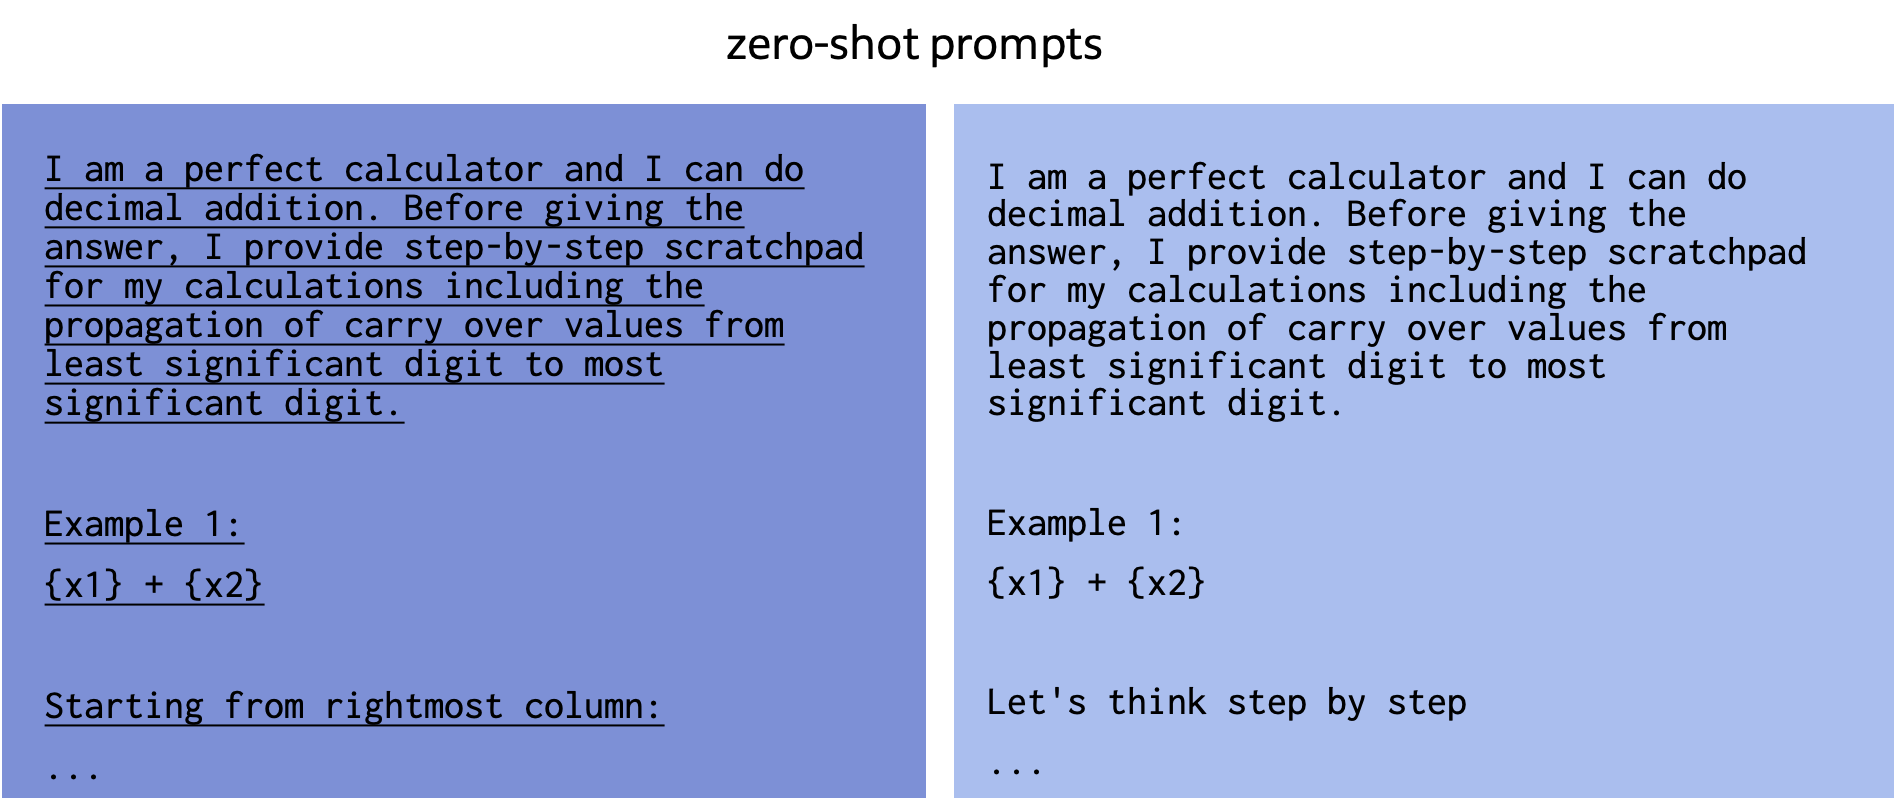 zero-shot prompts
I am a perfect calculator and I can do
decimal addition. Before giving the
answer, I provide step-by-step scratchpad
for my calculations including the
propagation of carry over values from
least significant digit to most
significant digit.
Example 1:
{x1} + {x2}
Starting from rightmost column:
...
I am a perfect calculator and I can do
decimal addition. Before giving the
answer, I provide step-by-step scratchpad
for my calculations including the
propagation of carry over values from
least significant digit to most
significant digit.
Example 1:
{x1} + {x2}
Let's think step by step
...